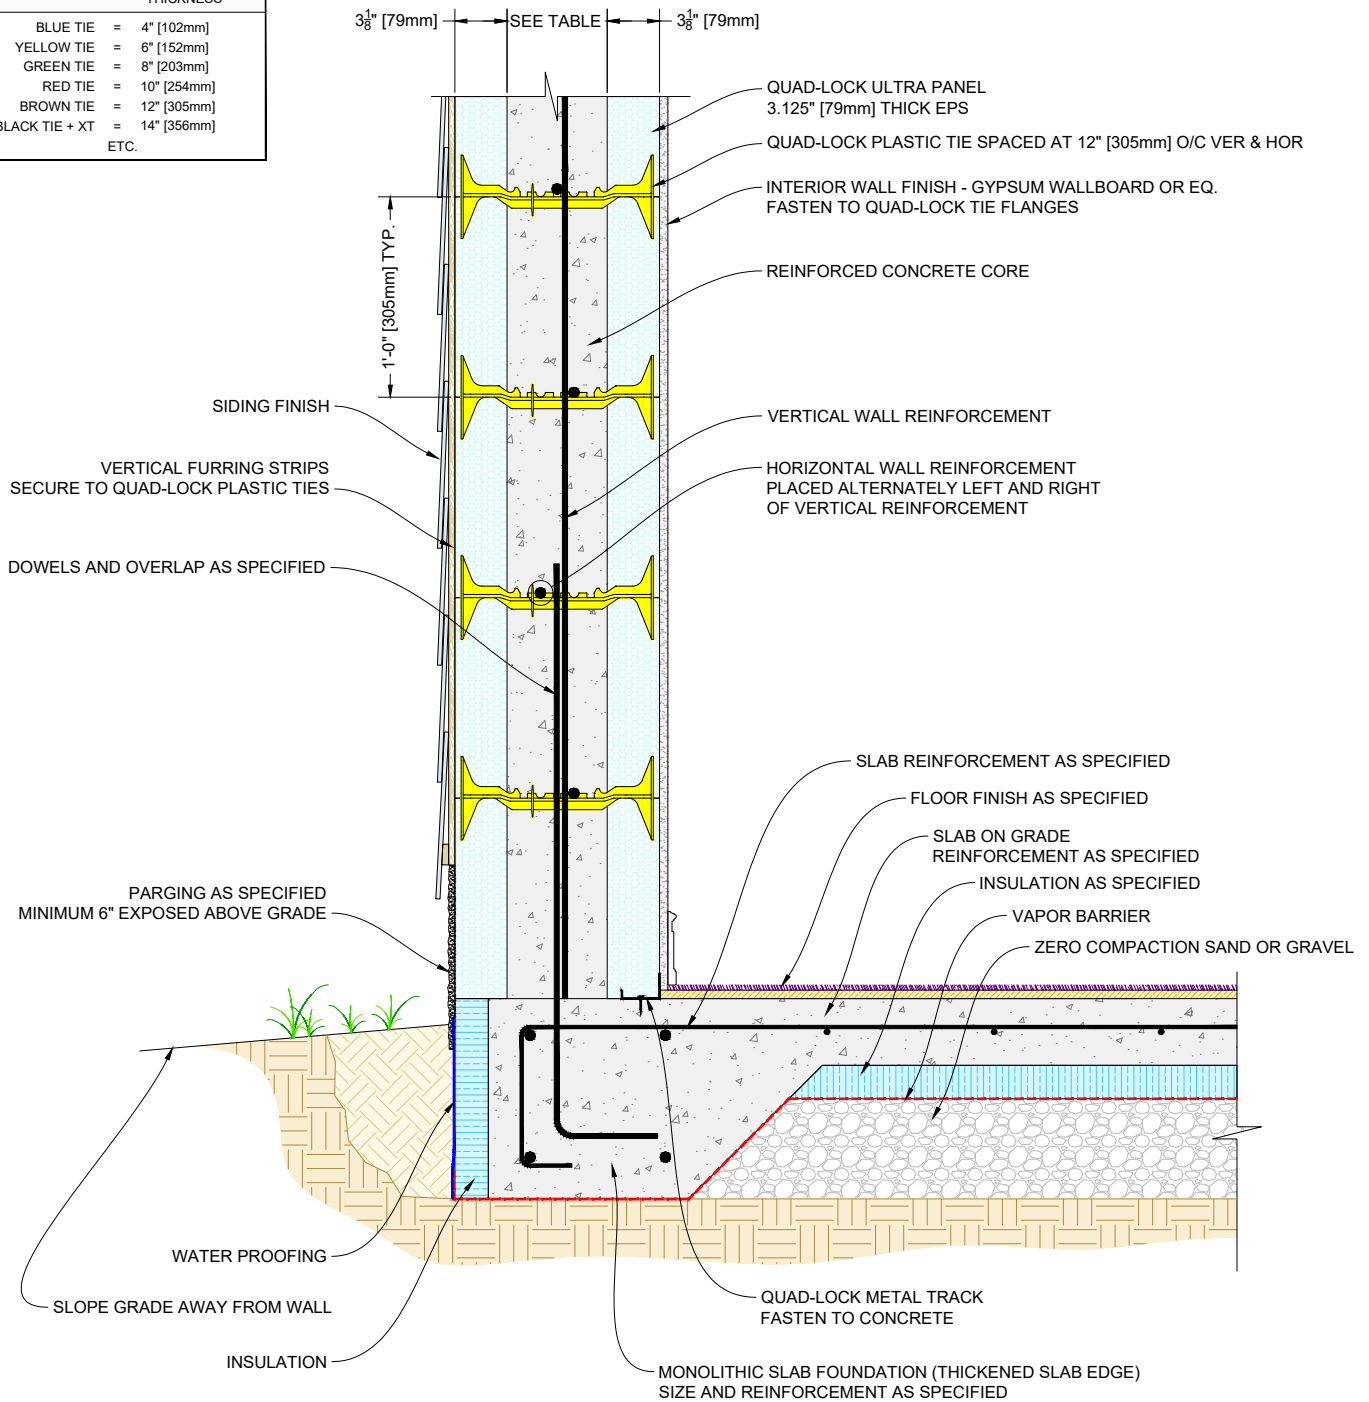 THICKNESS
BLUE TIE = 4" [102mm]
YELLOW TIE = 6" [152mm]
GREEN TIE = 8" [203mm]
RED TIE = 10" [254mm]
BROWN TIE = 12" [305mm]
BLACK TIE + XT = 14" [356mm]
ETC.
3⅛" [79mm]
SEE TABLE
3⅛" [79mm]
QUAD-LOCK ULTRA PANEL
3.125" [79mm] THICK EPS
QUAD-LOCK PLASTIC TIE SPACED AT 12" [305mm] O/C VER & HOR
INTERIOR WALL FINISH - GYPSUM WALLBOARD OR EQ.
FASTEN TO QUAD-LOCK TIE FLANGES
REINFORCED CONCRETE CORE
1'-0" [305mm] TYP.
SIDING FINISH
VERTICAL WALL REINFORCEMENT
VERTICAL FURRING STRIPS
SECURE TO QUAD-LOCK PLASTIC TIES
HORIZONTAL WALL REINFORCEMENT
PLACED ALTERNATELY LEFT AND RIGHT
OF VERTICAL REINFORCEMENT
DOWELS AND OVERLAP AS SPECIFIED
SLAB REINFORCEMENT AS SPECIFIED
FLOOR FINISH AS SPECIFIED
SLAB ON GRADE
REINFORCEMENT AS SPECIFIED
INSULATION AS SPECIFIED
PARGING AS SPECIFIED
MINIMUM 6" EXPOSED ABOVE GRADE
VAPOR BARRIER
ZERO COMPACTION SAND OR GRAVEL
WATER PROOFING
SLOPE GRADE AWAY FROM WALL
INSULATION
QUAD-LOCK METAL TRACK
FASTEN TO CONCRETE
MONOLITHIC SLAB FOUNDATION (THICKENED SLAB EDGE)
SIZE AND REINFORCEMENT AS SPECIFIED